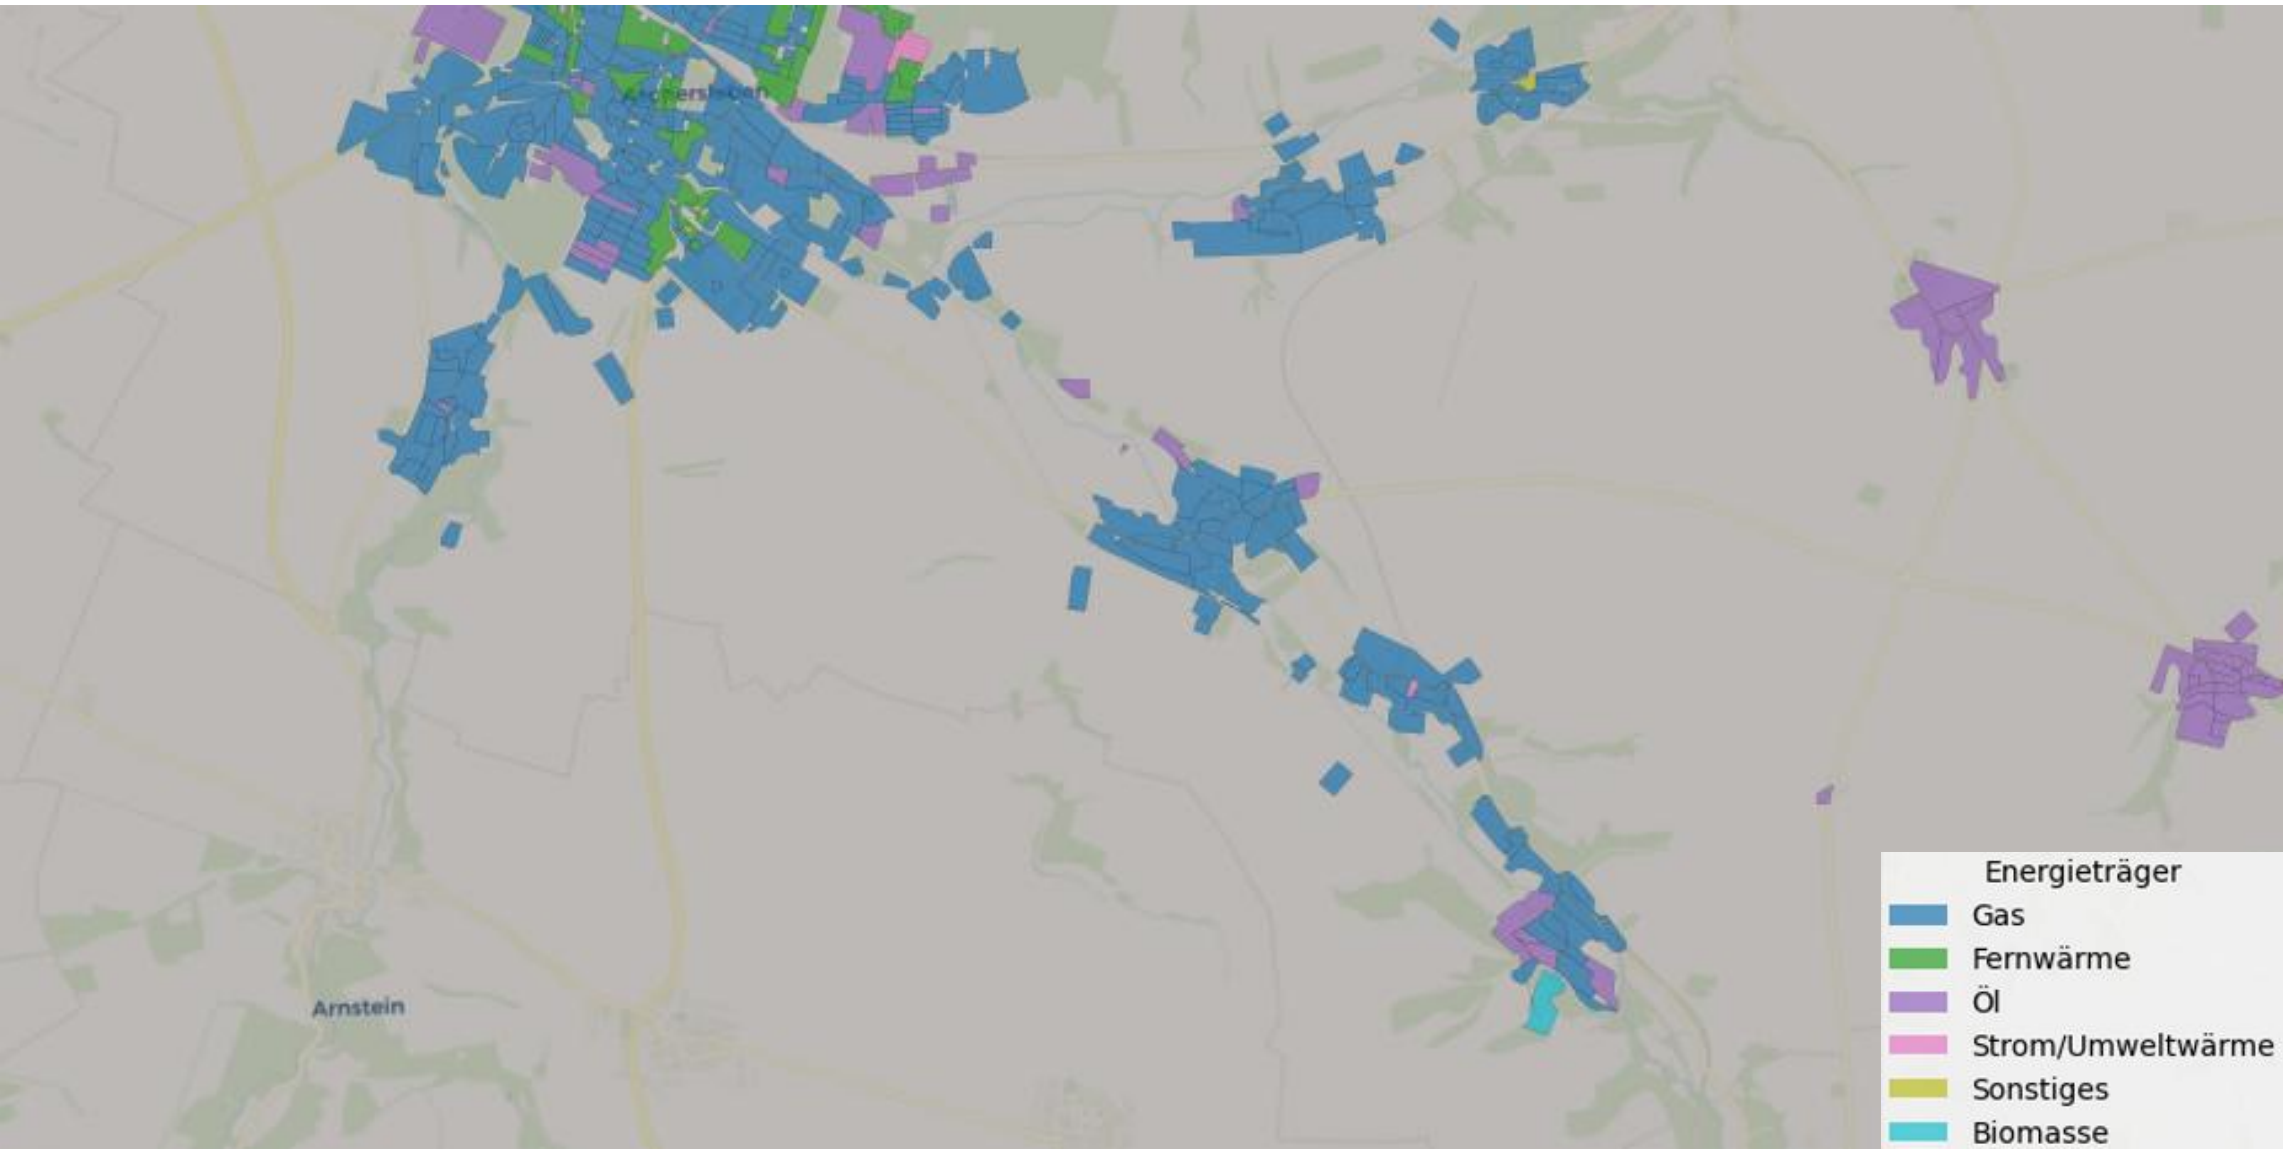 Arnstein
Energieträger
Gas
Fernwärme
Öl
Strom/Umweltwärme
Sonstiges
Biomasse